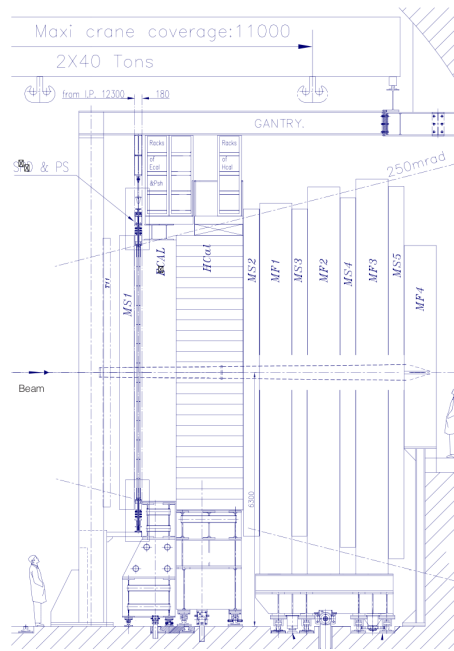 Maxi crane coverage:11000
2X40 Tons
from I.P. 12300 180
GANTRY.
Racks
of
Ecal
&Psh
Racks
of
Hcal
& PS
250mrad
MS1
HCal
MS2
MF1
MS3
MF2
MS4
MF3
MS5
MF4
Beam
6300